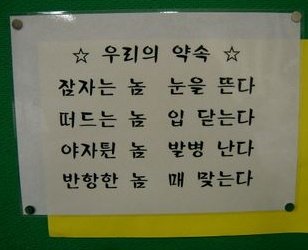 ☆ 우리의 약속 ☆
잠자는 놈 눈을 뜬다
떠드는 놈 입 닫는다
야자튄 놈 발병 난다
반항한 놈 매 맞는다